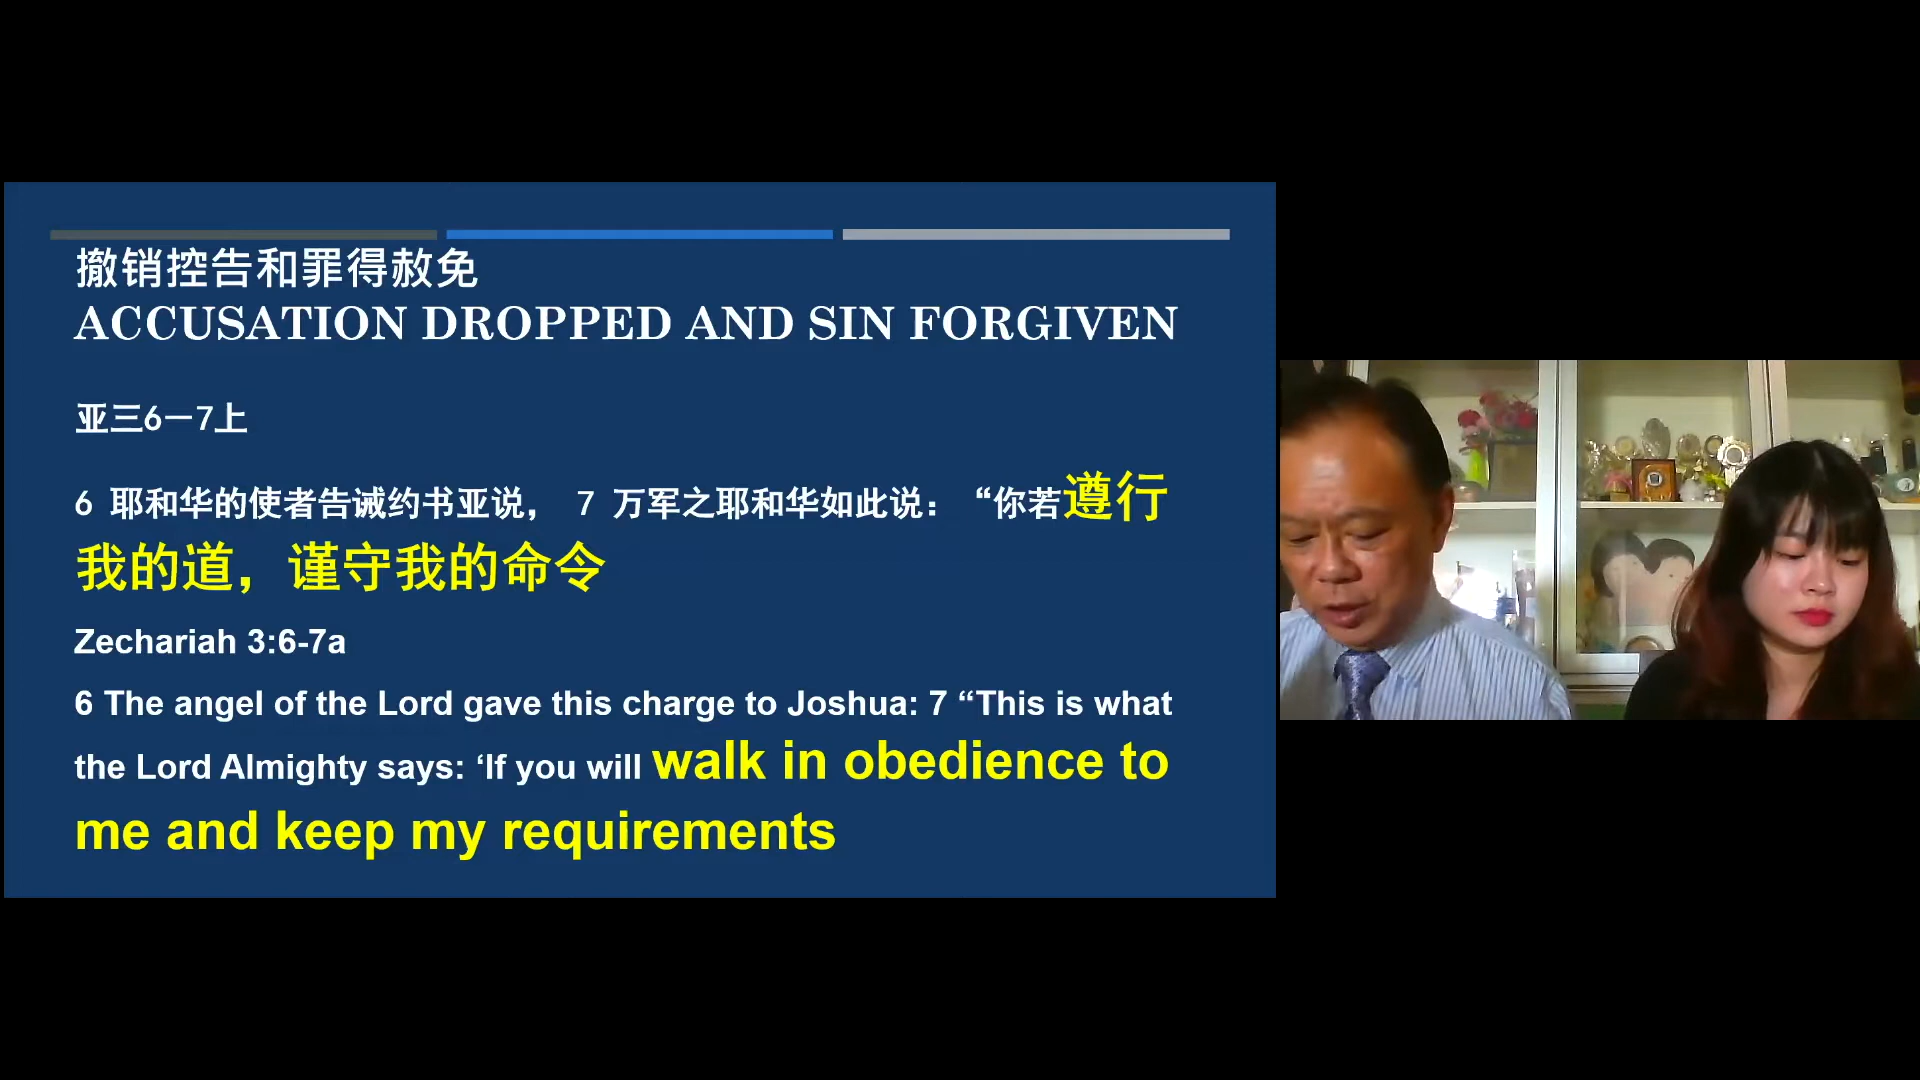 撤销控告和罪得赦免
ACCUSATION DROPPED AND SIN FORGIVEN
亚三6－7上
6 耶和华的使者告诫约书亚说， 7 万军之耶和华如此说：“你若遵行
我的道，谨守我的命令
Zechariah 3:6-7a
6 The angel of the Lord gave this charge to Joshua: 7 “This is what
the Lord Almighty says: ‘If you will walk in obedience to
me and keep my requirements